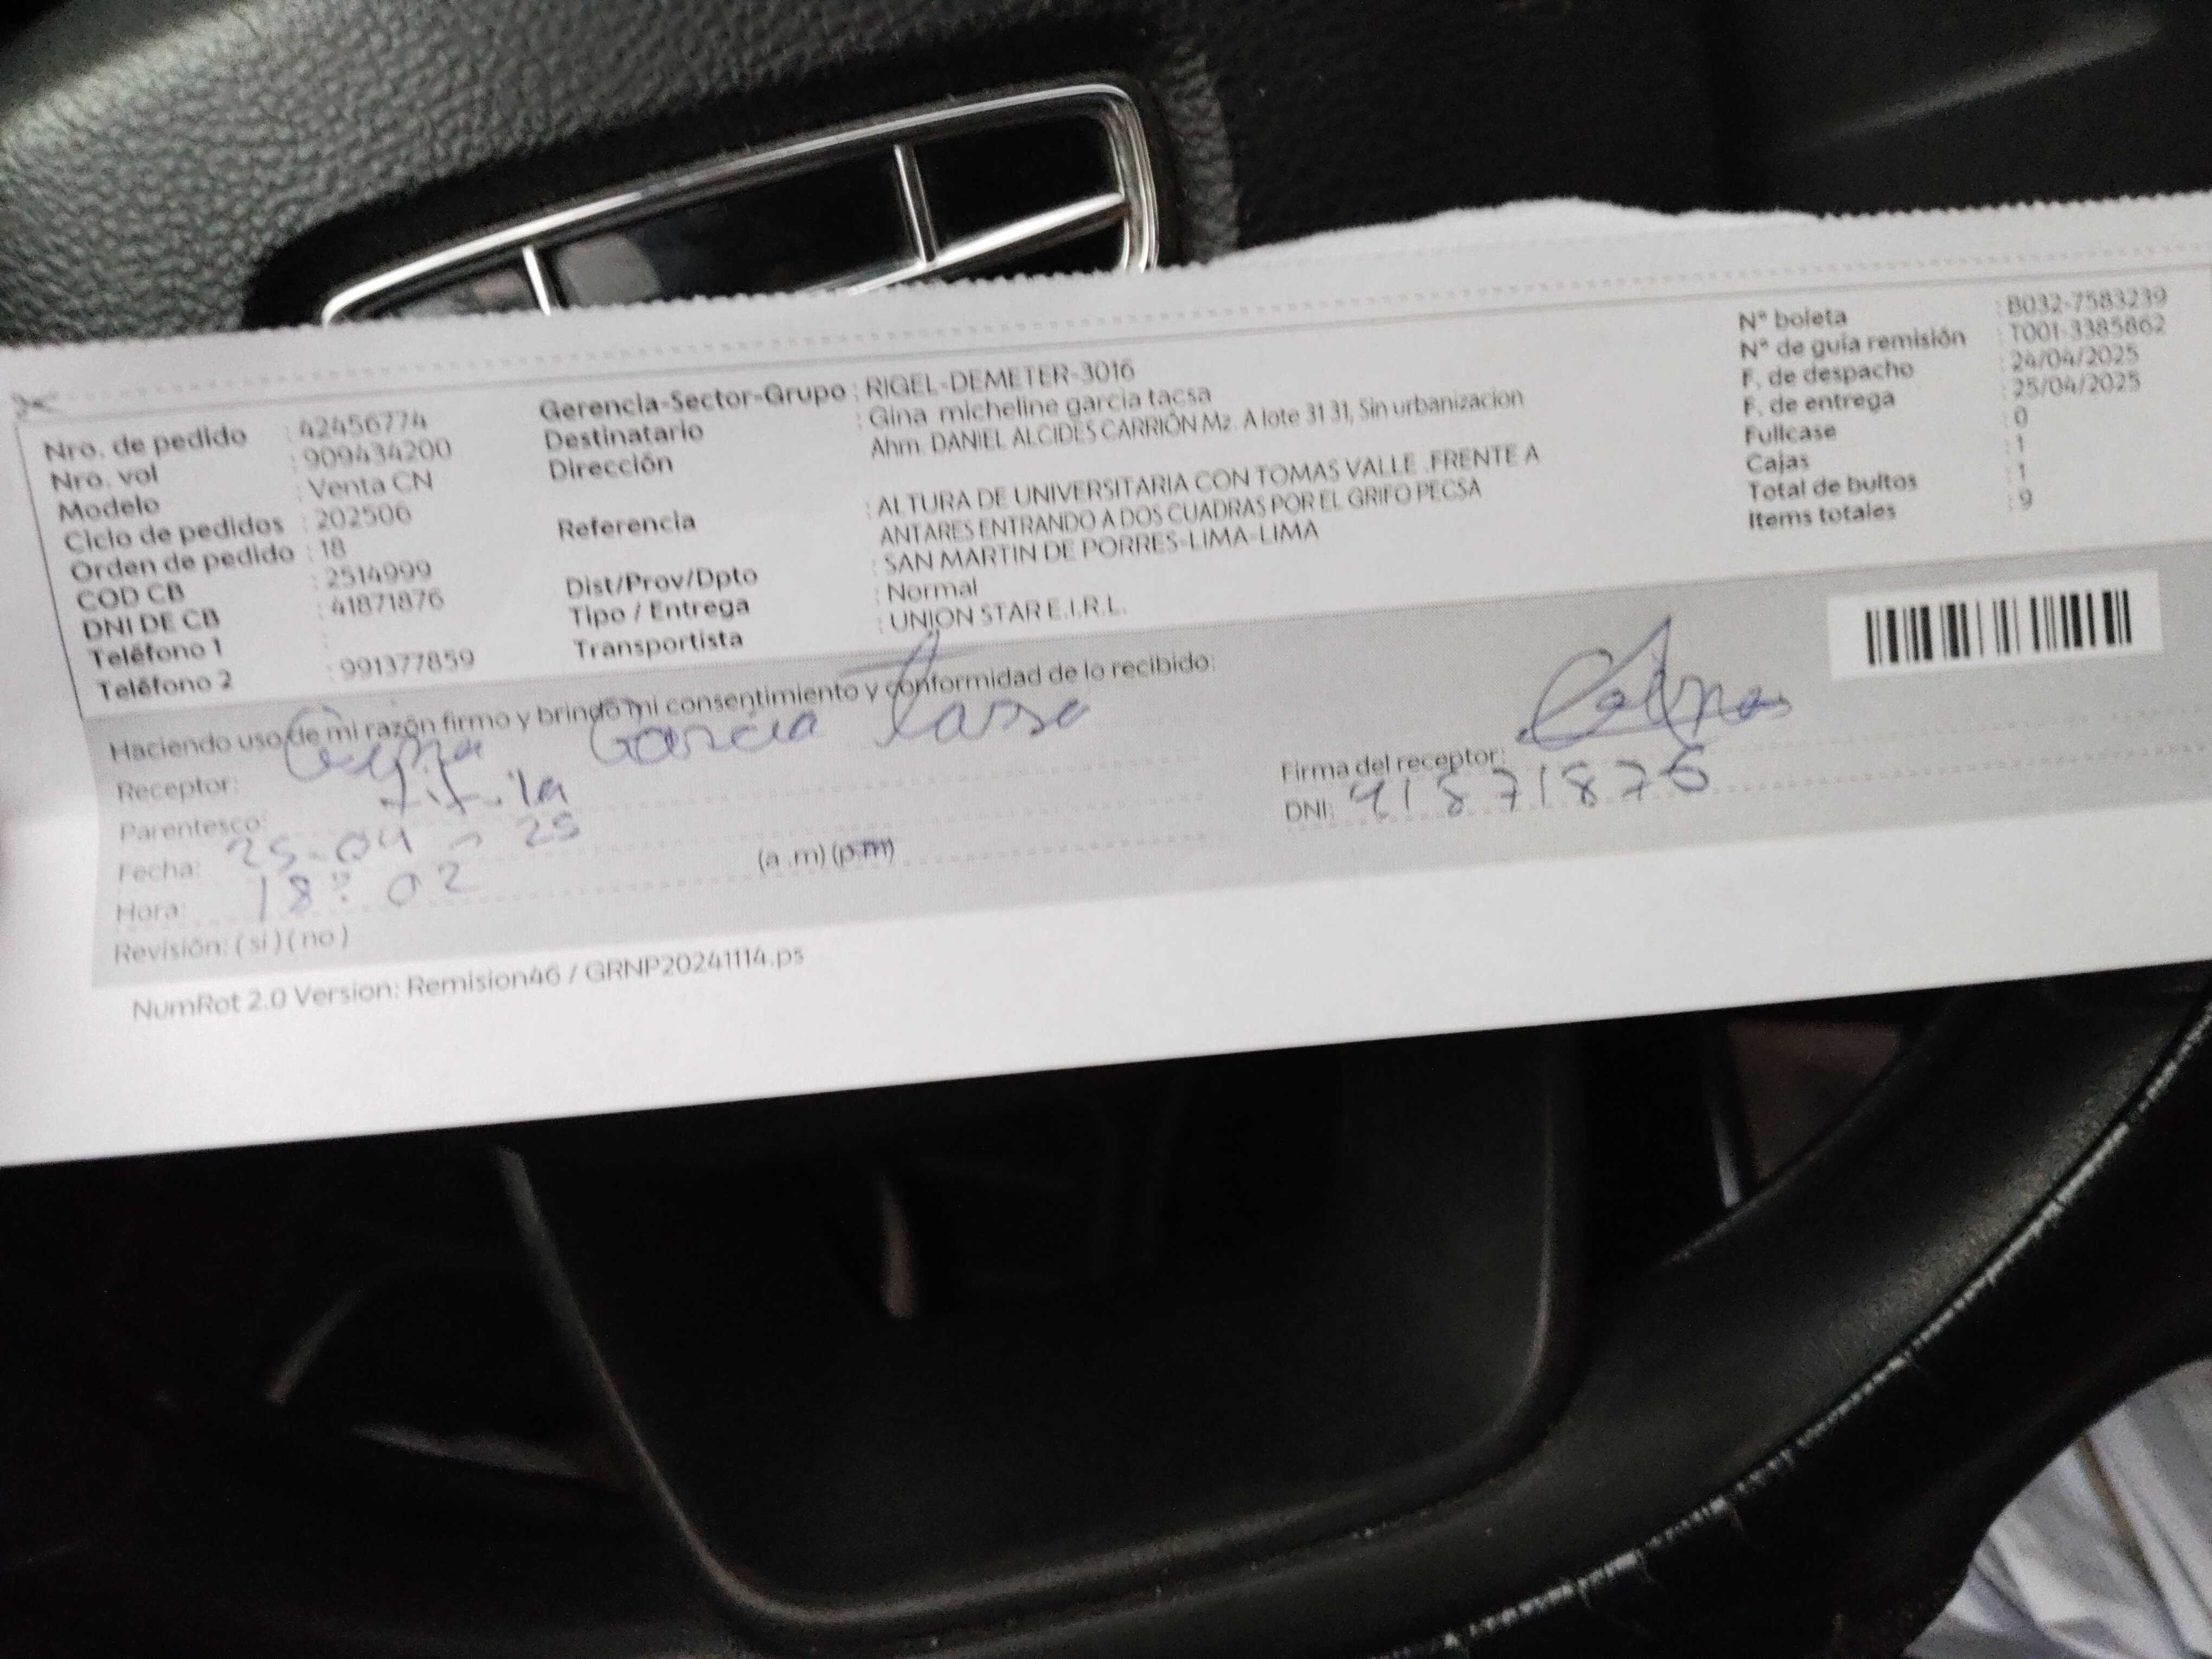 Nro. de pedido : 42456774
Nro. vol : 909434200
Modelo : Venta CN
Ciclo de pedidos : 202506
Orden de pedido : 18
COD CB : 2514999
DNI DE CB : 41871876
Teléfono 1 :
Teléfono 2 : 991377859
Gerencia-Sector-Grupo : RIGEL-DEMETER-3016
Destinatario : Gina micheline garcia tacsa
Dirección Ahm. DANIEL ALCIDES CARRIÓN Mz. A lote 31 31, Sin urbanizacion
Referencia : ALTURA DE UNIVERSITARIA CON TOMAS VALLE .FRENTE A
ANTARES ENTRANDO A DOS CUADRAS POR EL GRIFO PECSA
Dist/Prov/Dpto : SAN MARTIN DE PORRES-LIMA-LIMA
Tipo / Entrega : Normal
Transportista : UNION STAR E.I.R.L.
N° boleta : B032-7583239
N° de guía remisión : T001-3385862
F. de despacho : 24/04/2025
F. de entrega : 25/04/2025
Fullcase : 0
Cajas : 1
Total de bultos : 1
Items totales : 9
Haciendo uso de mi razón firmo y brindo mi consentimiento y conformidad de lo recibido:
Receptor: Garcia
Parentesco:
Fecha: 25-04-25
Hora: 18:02 (a .m) (p.m)
Revisión: ( si ) ( no )
Firma del receptor:
DNI: 41871876
NumRot 2.0 Version: Remision46 / GRNP20241114.ps